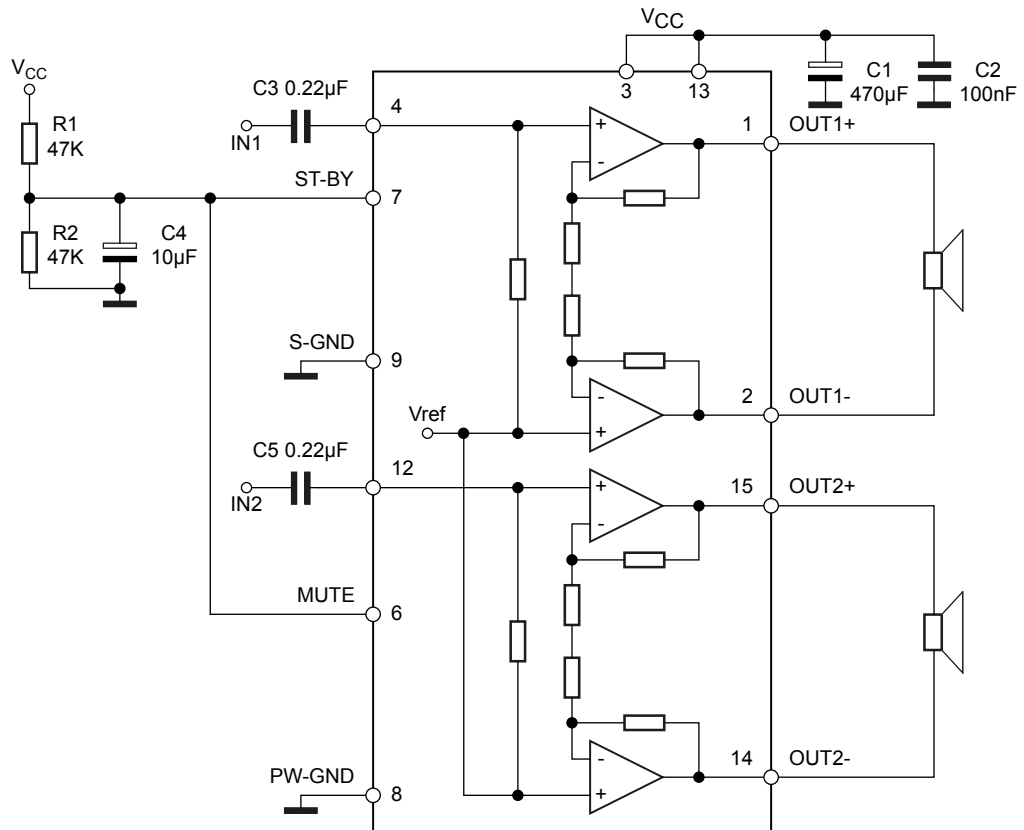 VCC
3
13
C1
470µF
C2
100nF
VCC
R1
47K
R2
47K
C4
10µF
C3 0.22µF
IN1
4
ST-BY
7
+
-
1
OUT1+
S-GND
9
Vref
-
+
2
OUT1-
C5 0.22µF
IN2
12
+
-
15
OUT2+
MUTE
6
PW-GND
8
-
+
14
OUT2-